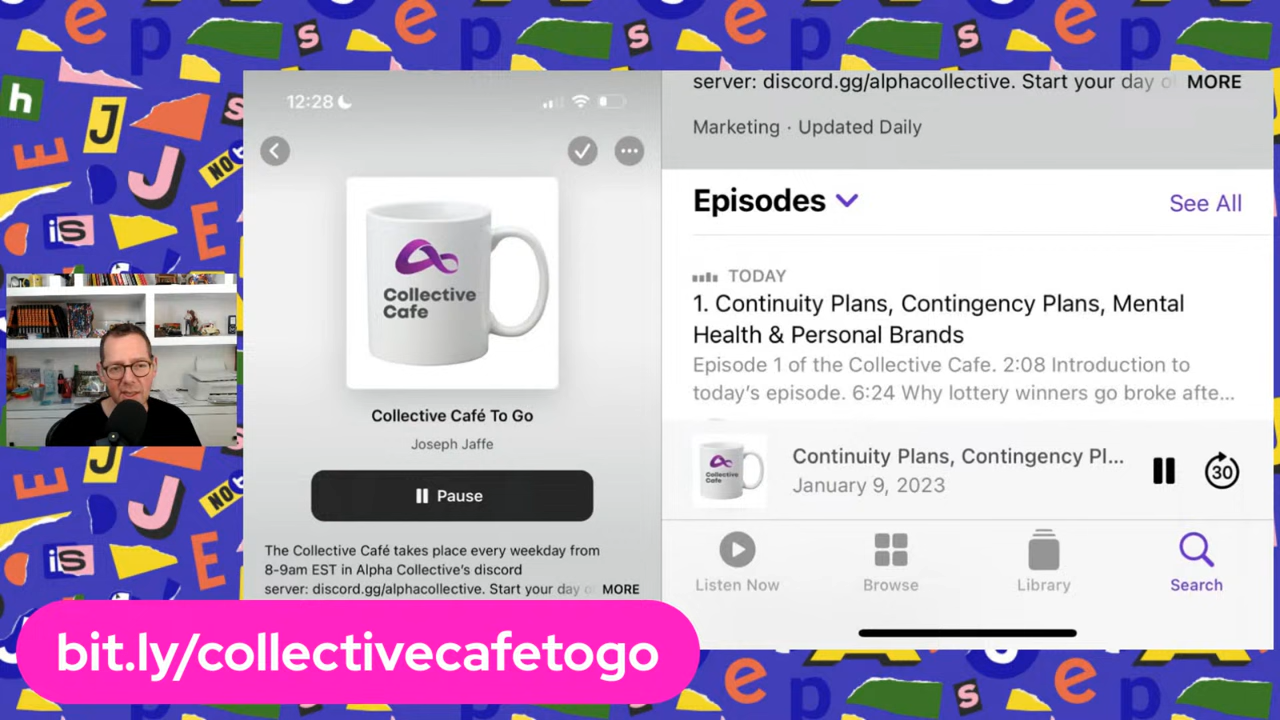 12:28
Collective
Cafe
Collective Café To Go
Joseph Jaffe
Pause
The Collective Café takes place every weekday from
8-9am EST in Alpha Collective's discord
server: discord.gg/alphacollective. Start your day o MORE
server: discord.gg/alphacollective. Start your day o MORE
Marketing · Updated Daily
Episodes
See All
TODAY
1. Continuity Plans, Contingency Plans, Mental
Health & Personal Brands
Episode 1 of the Collective Cafe. 2:08 Introduction to
today's episode. 6:24 Why lottery winners go broke afte...
Collective
Cafe
Continuity Plans, Contingency Pl...
January 9, 2023
30
Listen Now
Browse
Library
Search
bit.ly/collectivecafetogo